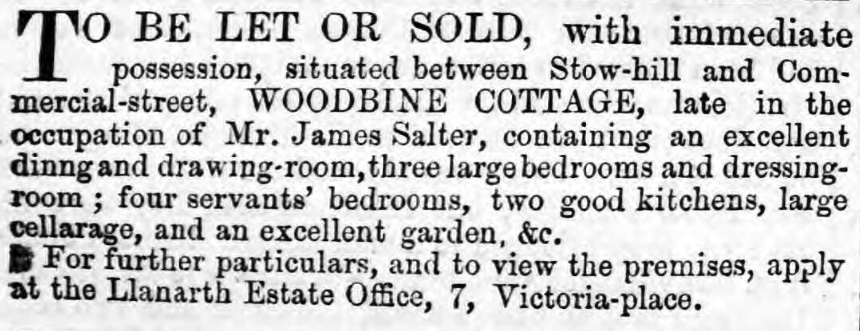 TO BE LET OR SOLD, with immediate
possession, situated between Stow-hill and Com-
mercial-street, WOODBINE COTTAGE, late in the
occupation of Mr. James Salter, containing an excellent
dinng and drawing-room, three large bedrooms and dressing-
room ; four servants' bedrooms, two good kitchens, large
cellarage, and an excellent garden, &c.
For further particulars, and to view the premises, apply
at the Llanarth Estate Office, 7, Victoria-place.